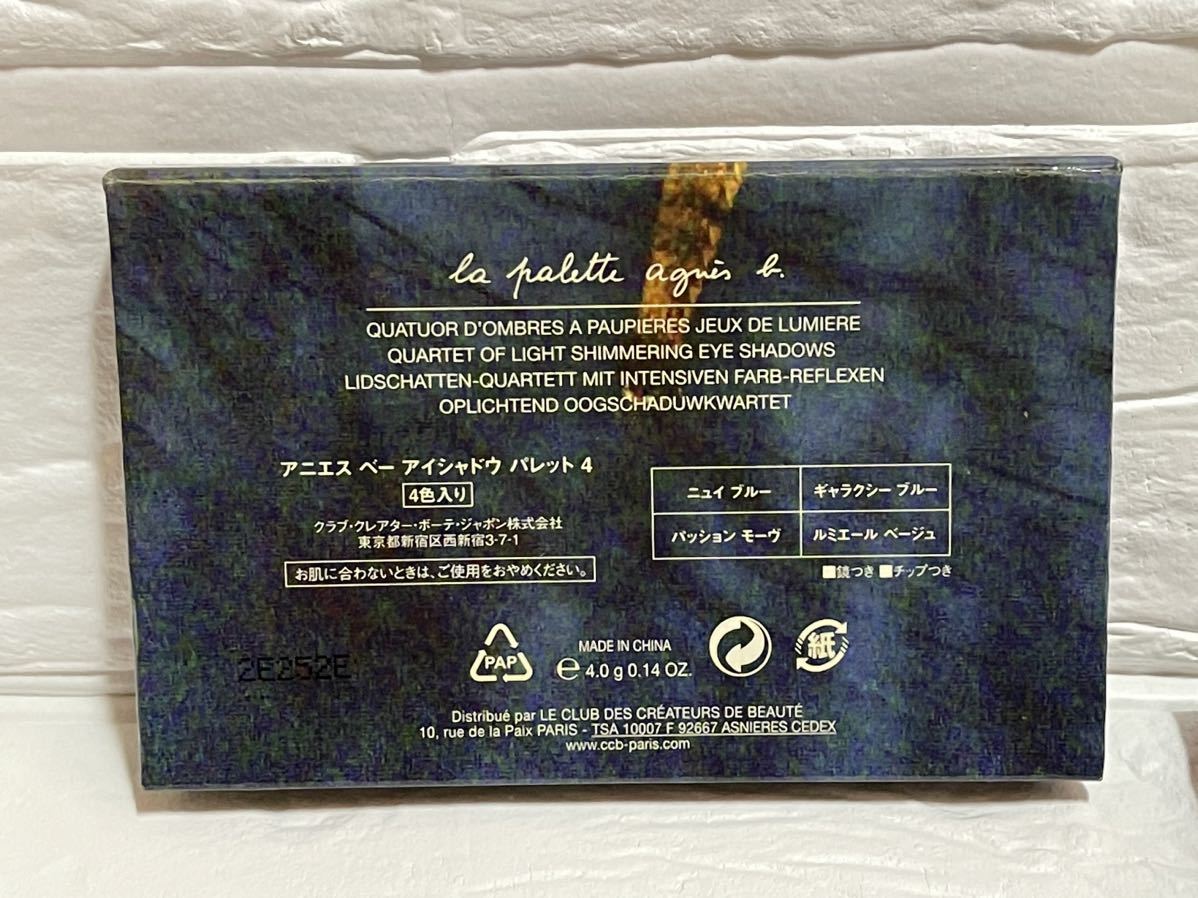 la palette agnès b.
QUATUOR D'OMBRES A PAUPIERES JEUX DE LUMIERE
QUARTET OF LIGHT SHIMMERING EYE SHADOWS
LIDSCHATTEN-QUARTETT MIT INTENSIVEN FARB-REFLEXEN
OPLICHTEND OOGSCHADUWKWARTET
アニエス ベー アイシャドウ パレット 4
4色入り
クラブ・クレアター・ボーテ・ジャポン株式会社
東京都新宿区西新宿3-7-1
お肌に合わないときは、ご使用をおやめください。
ニュイ ブルー
ギャラクシー ブルー
パッション モーヴ
ルミエール ベージュ
■鏡つき ■チップつき
2E252E
PAP
MADE IN CHINA
e 4.0 g 0.14 OZ.
紙
Distribué par LE CLUB DES CRÉATEURS DE BEAUTÉ
10, rue de la Paix PARIS - TSA 10007 F 92667 ASNIERES CEDEX
www.ccb-paris.com